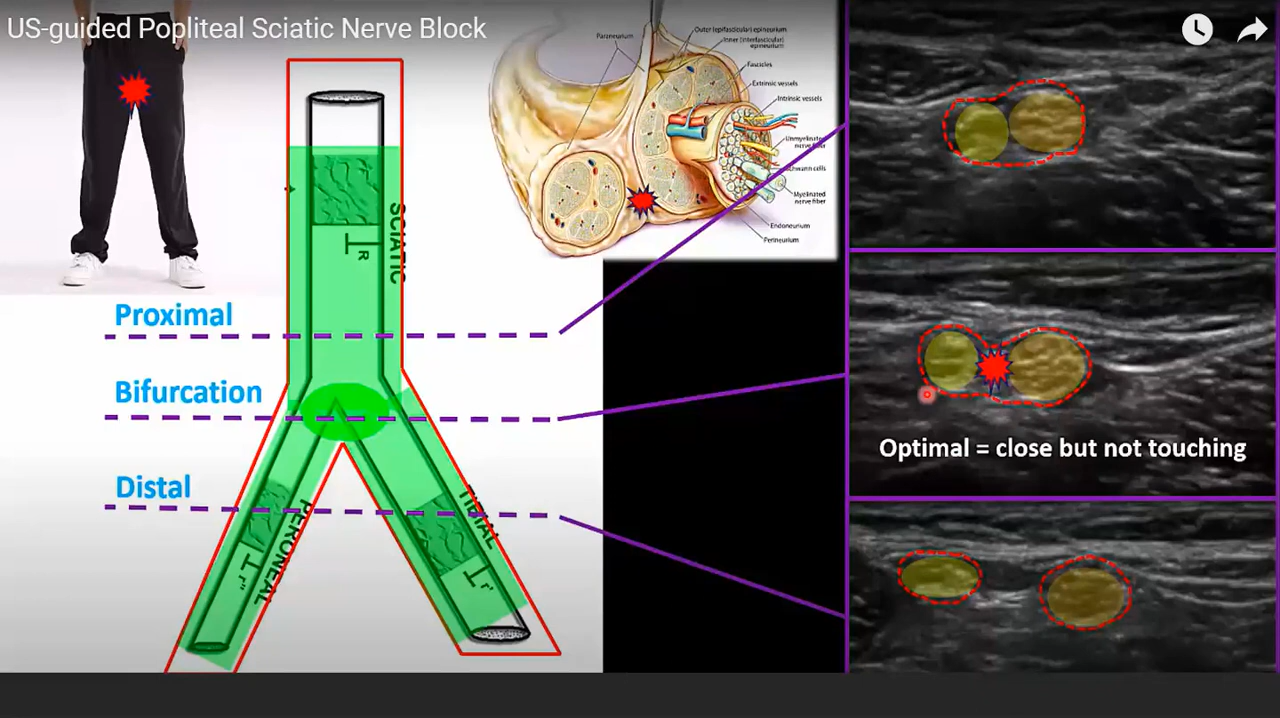 US-guided Popliteal Sciatic Nerve Block
Paraneurium
Outer (epifascicular) epineurium
Inner (interfascicular)
epineurium
Fascicles
Extrinsic vessels
Intrinsic vessels
Unmyelinated
nerve fiber
Schwann cells
Myelinated
nerve fiber
Endoneurium
Perineurium
SCIATIC
R
Proximal
Bifurcation
Distal
PERONEAL
r"
TIBIAL
r'
Optimal = close but not touching